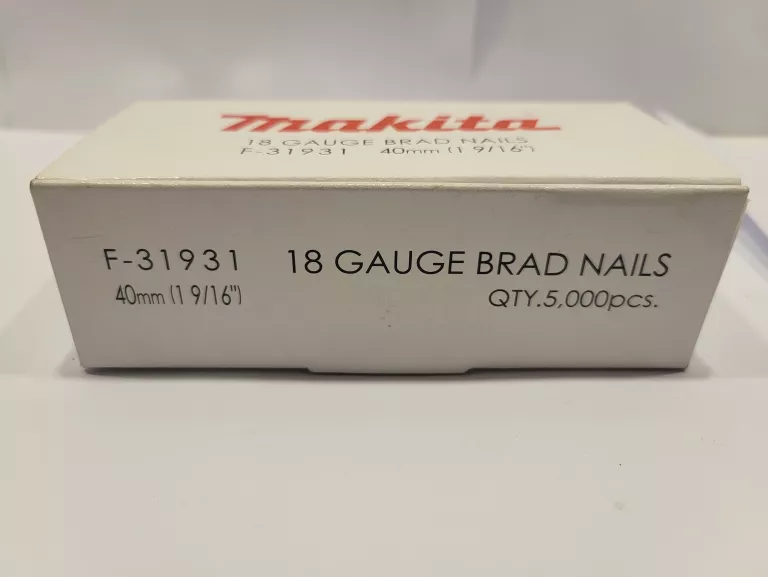 Makita
18 GAUGE BRAD NAILS
F-31931 40mm (1 9/16")
F-31931 18 GAUGE BRAD NAILS
40mm (1 9/16") QTY.5,000pcs.